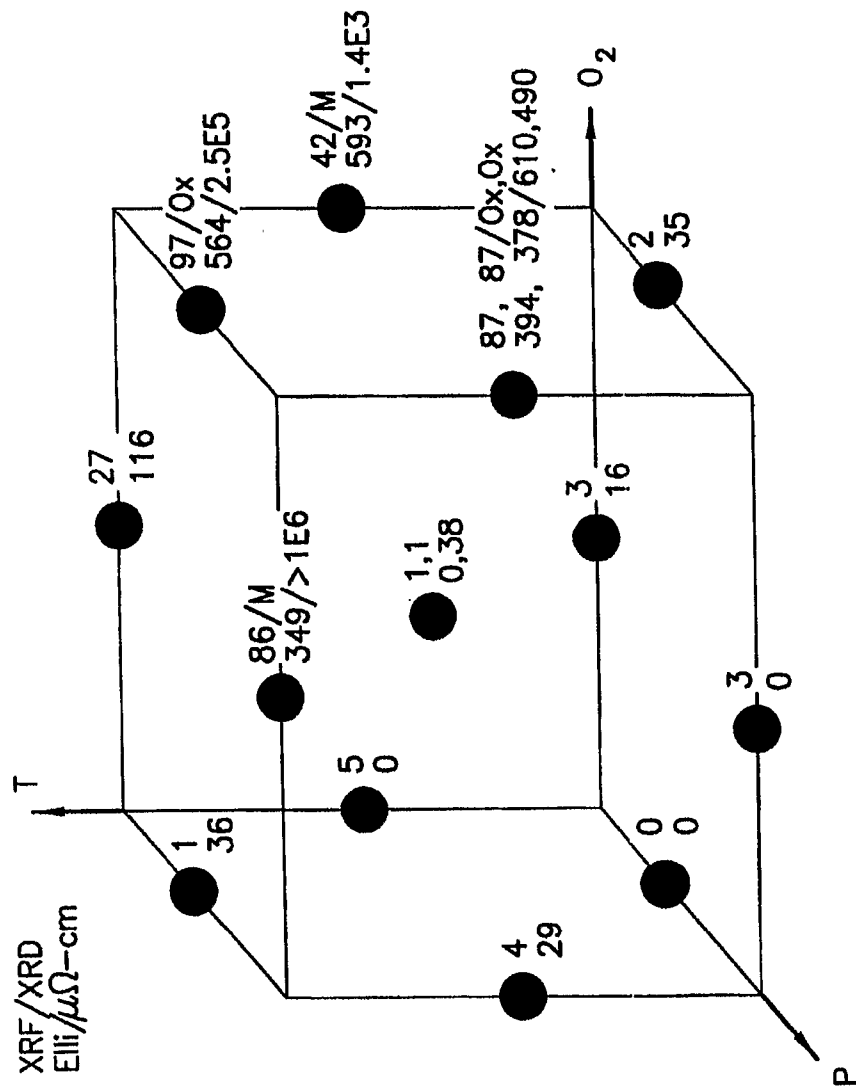 XRF/XRD
Elli/μΩ-cm
T
27
116
97/Ox
564/2.5E5
1
36
86/M
349/>1E6
42/M
593/1.4E3
5
0
1,1
0,38
87, 87/Ox,Ox
394, 378/610,490
4
29
3
16
O2
0
0
2
35
3
0
P